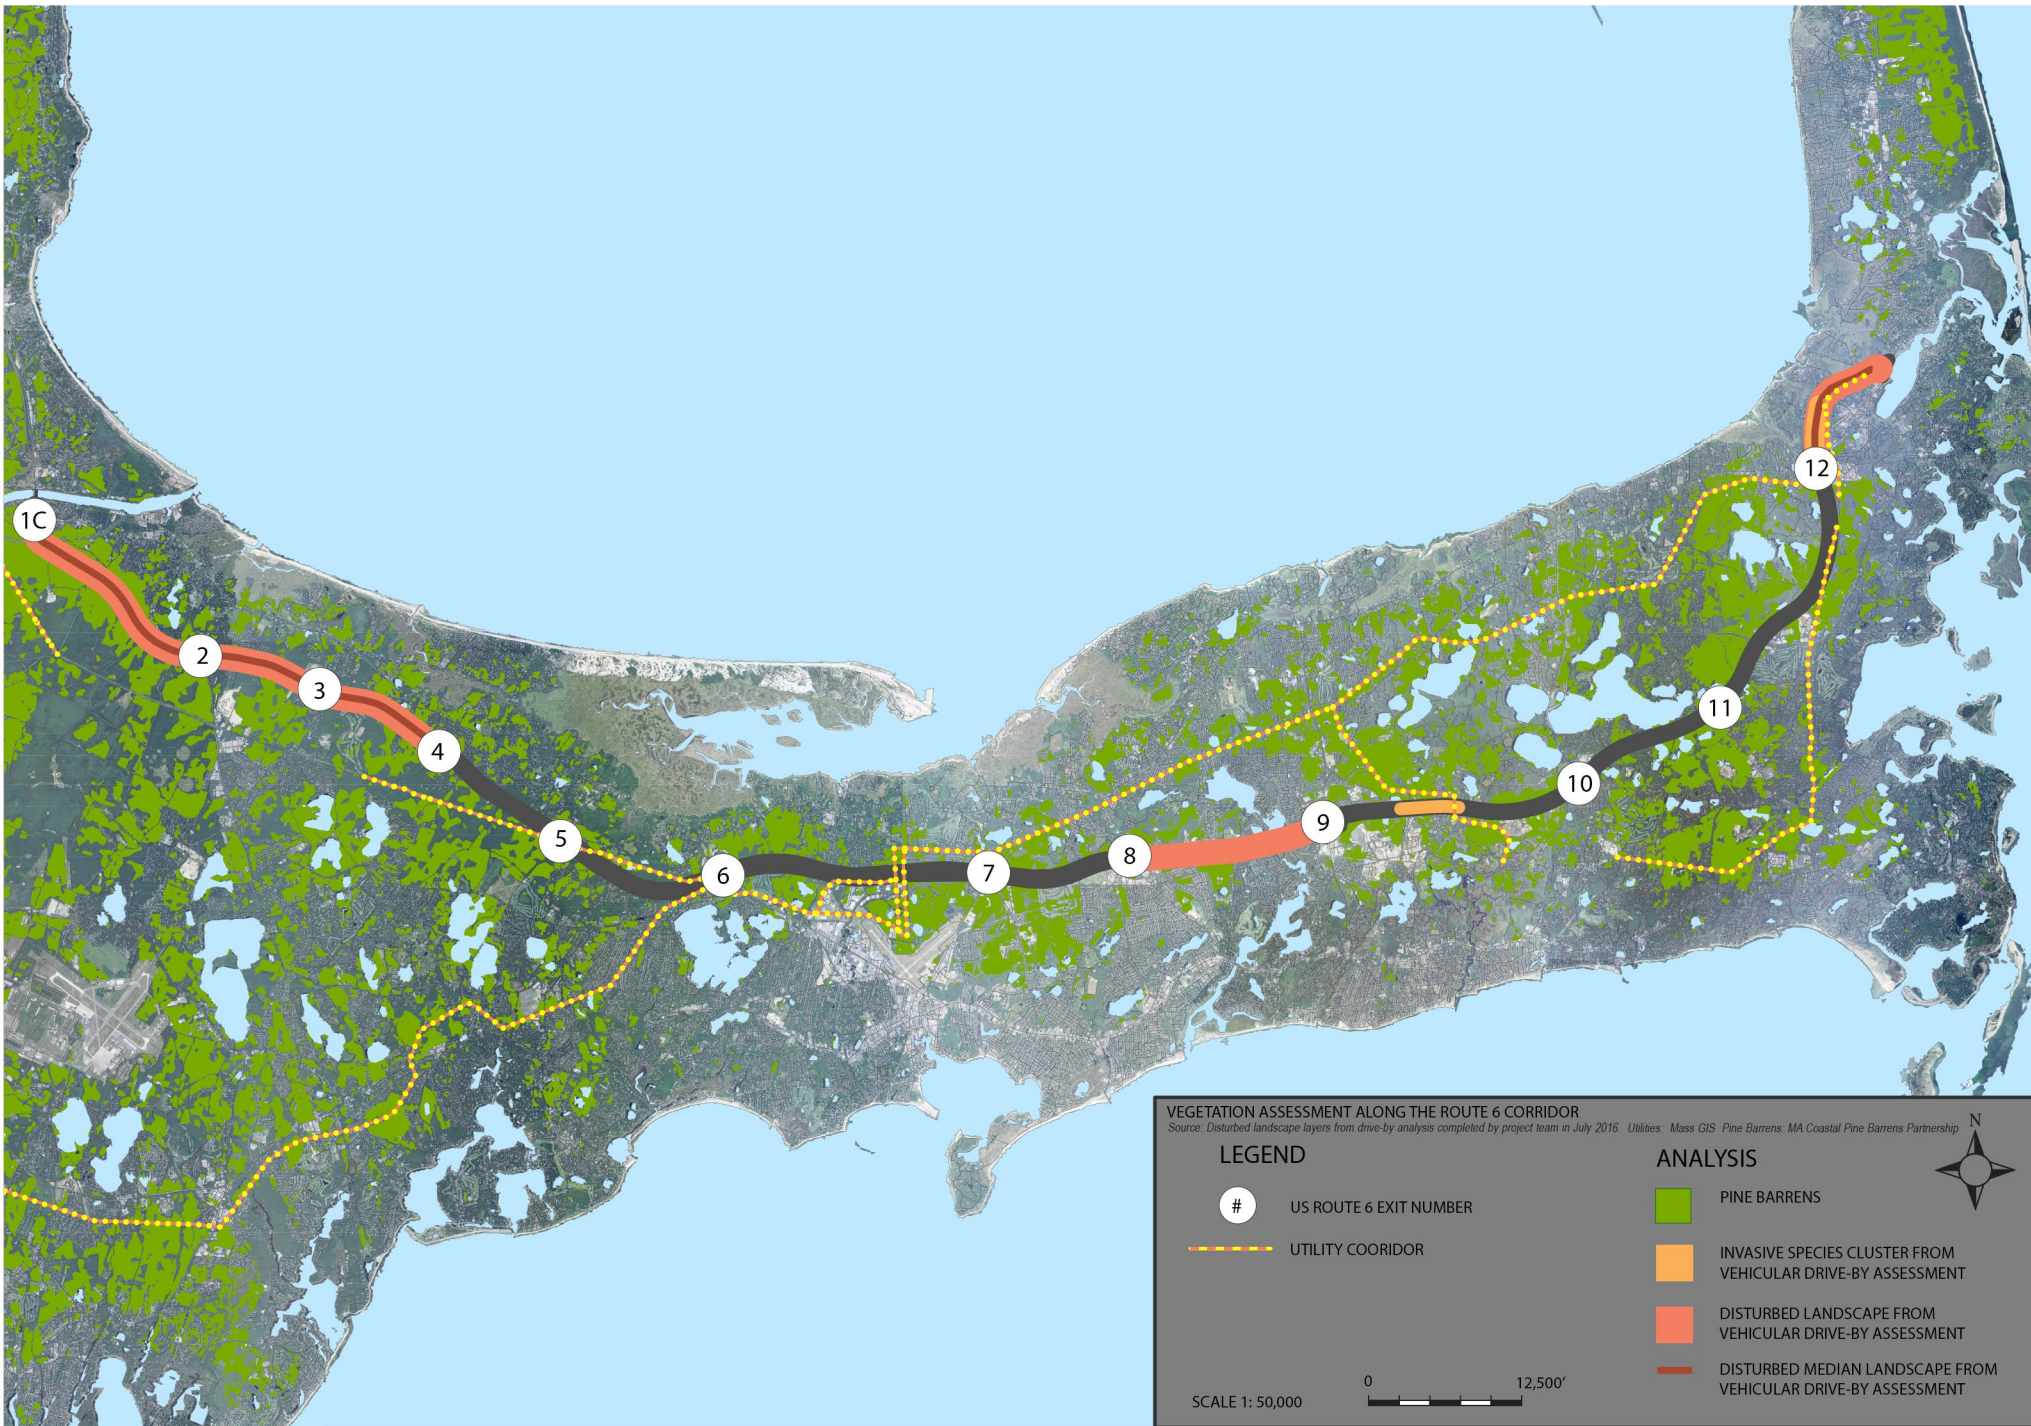 12
1C
2
3
4
11
10
5
9
8
6
7
VEGETATION ASSESSMENT ALONG THE ROUTE 6 CORRIDOR
Source: Disturbed landscape layers from drive-by analysis completed by project team in July 2016. Utilities: Mass GIS Pine Barrens: MA Coastal Pine Barrens Partnership
N
LEGEND
# US ROUTE 6 EXIT NUMBER
UTILITY COORIDOR
SCALE 1: 50,000
0 12,500'
ANALYSIS
PINE BARRENS
INVASIVE SPECIES CLUSTER FROM
VEHICULAR DRIVE-BY ASSESSMENT
DISTURBED LANDSCAPE FROM
VEHICULAR DRIVE-BY ASSESSMENT
DISTURBED MEDIAN LANDSCAPE FROM
VEHICULAR DRIVE-BY ASSESSMENT